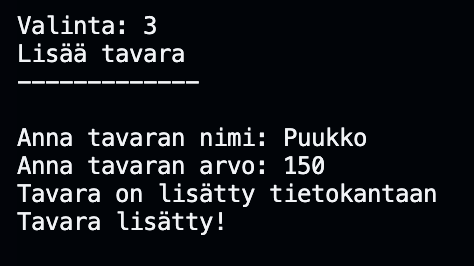 Valinta: 3
Lisää tavara
-------------
Anna tavaran nimi: Puukko
Anna tavaran arvo: 150
Tavara on lisätty tietokantaan
Tavara lisätty!